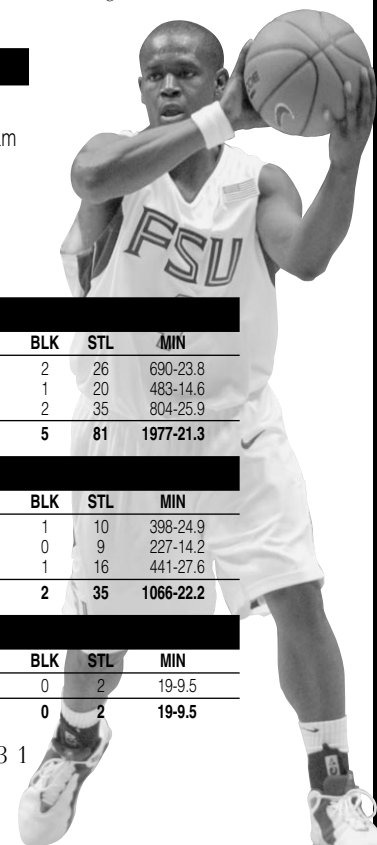 am
FSU
BLK STL MIN
2 26 690-23.8
1 20 483-14.6
2 35 804-25.9
5 81 1977-21.3
BLK STL MIN
1 10 398-24.9
0 9 227-14.2
1 16 441-27.6
2 35 1066-22.2
BLK STL MIN
0 2 19-9.5
0 2 19-9.5
3 1